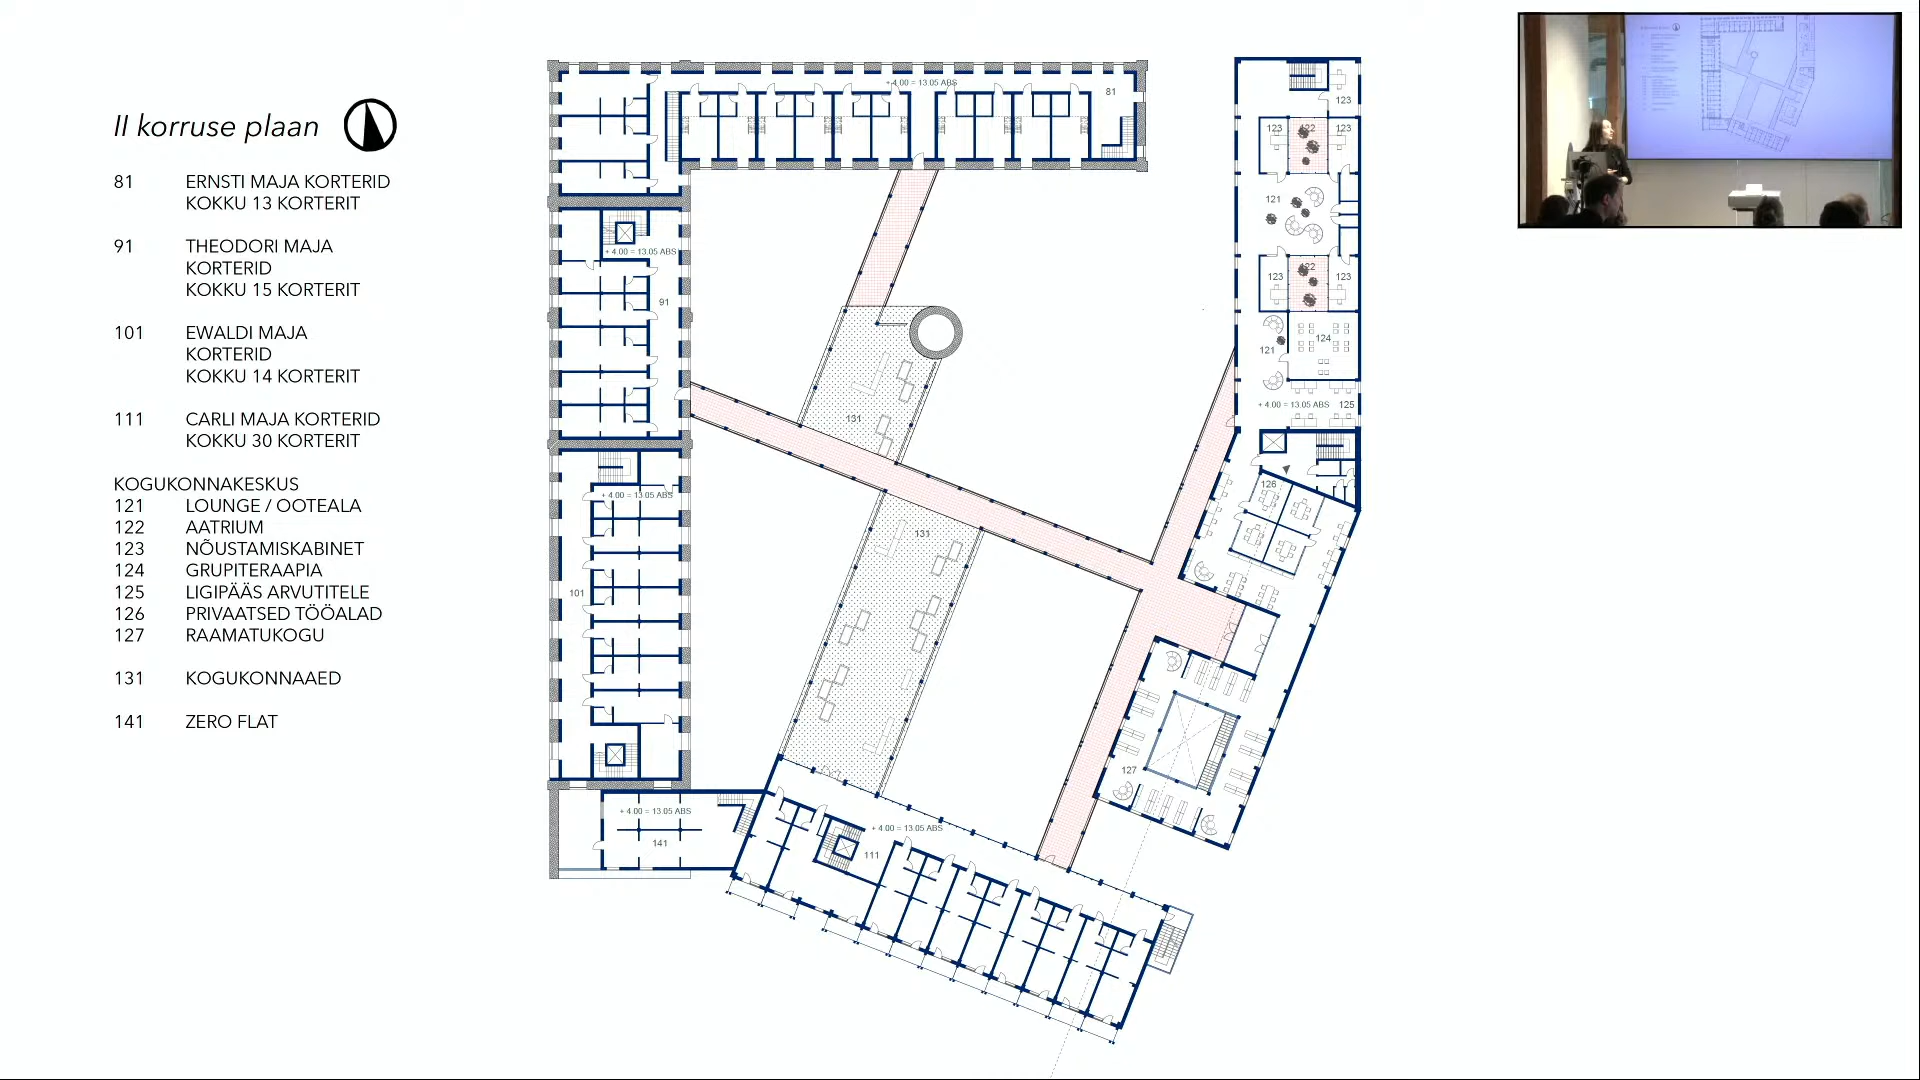 II korruse plaan
81 ERNSTI MAJA KORTERID
KOKKU 13 KORTERIT
91 THEODORI MAJA
KORTERID
KOKKU 15 KORTERIT
101 EWALDI MAJA
KORTERID
KOKKU 14 KORTERIT
111 CARLI MAJA KORTERID
KOKKU 30 KORTERIT
KOGUKONNAKESKUS
121 LOUNGE / OOTEALA
122 AATRIUM
123 NÕUSTAMISKABINET
124 GRUPITERAAPIA
125 LIGIPÄÄS ARVUTITELE
126 PRIVAATSED TÖÖALAD
127 RAAMATUKOGU
131 KOGUKONNAAED
141 ZERO FLAT
+ 4.00 = 13.05 ABS
81
+ 4.00 = 13.05 ABS
91
+ 4.00 = 13.05 ABS
101
+ 4.00 = 13.05 ABS
141
+ 4.00 = 13.05 ABS
111
131
131
123
123
122
123
121
123
122
123
121
124
+ 4.00 = 13.05 ABS
125
126
127